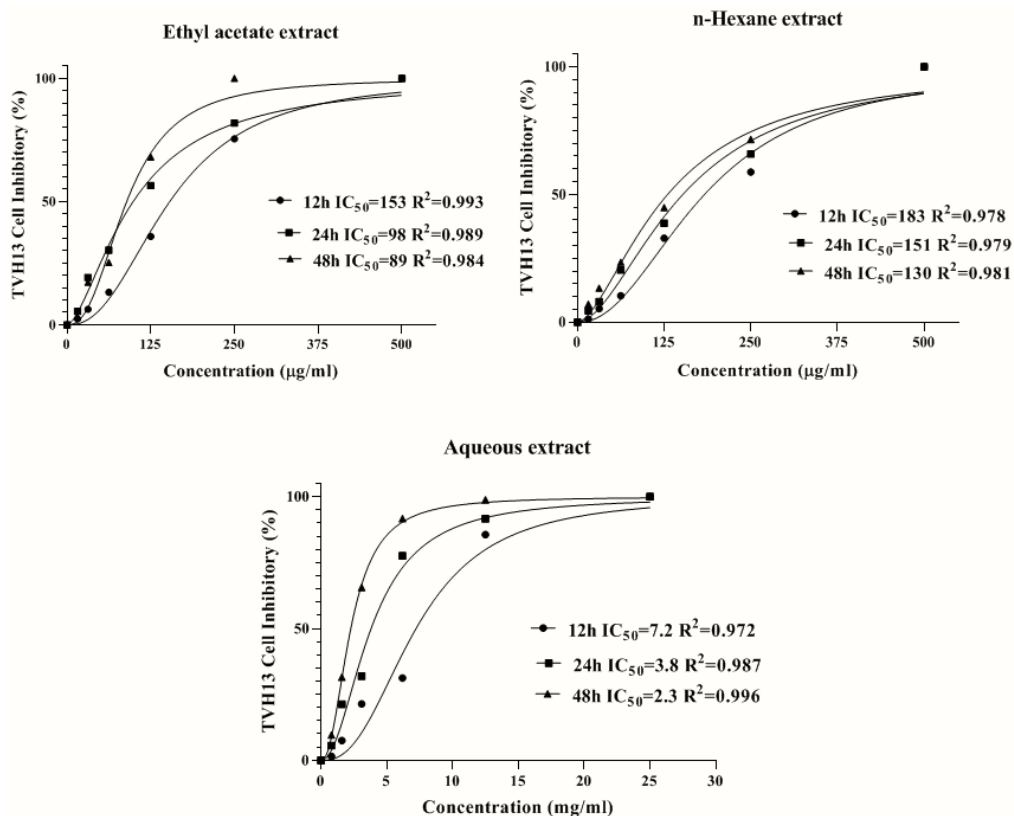 Ethyl acetate extract
TVH13 Cell Inhibitory (%)
100
50
0
12h IC₅₀=153 R²=0.993
24h IC₅₀=98 R²=0.989
48h IC₅₀=89 R²=0.984
0 125 250 375 500
Concentration (μg/ml)
n-Hexane extract
TVH13 Cell Inhibitory (%)
100
50
0
12h IC₅₀=183 R²=0.978
24h IC₅₀=151 R²=0.979
48h IC₅₀=130 R²=0.981
0 125 250 375 500
Concentration (μg/ml)
Aqueous extract
TVH13 Cell Inhibitory (%)
100
50
0
12h IC₅₀=7.2 R²=0.972
24h IC₅₀=3.8 R²=0.987
48h IC₅₀=2.3 R²=0.996
0 5 10 15 20 25 30
Concentration (mg/ml)